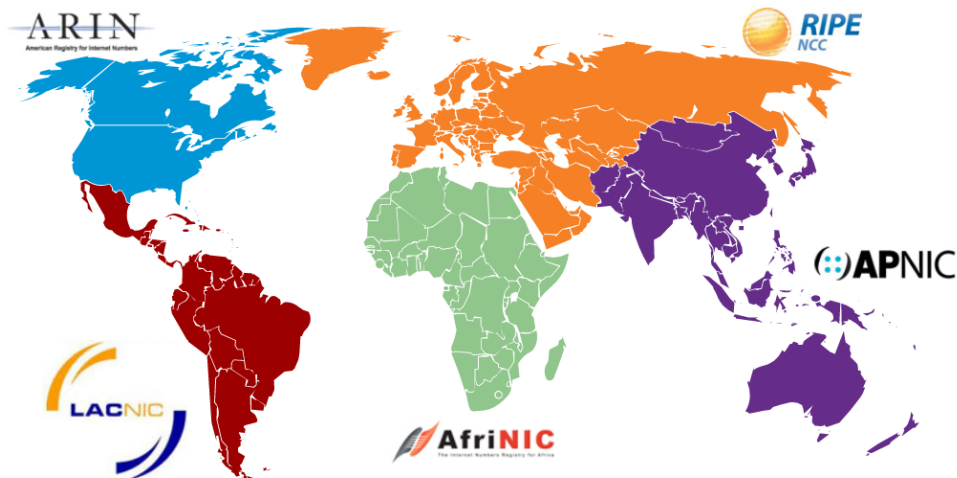 ARIN
American Registry for Internet Numbers
RIPE
NCC
APNIC
LACNIC
AfriNIC
The Internet Numbers Registry for Africa